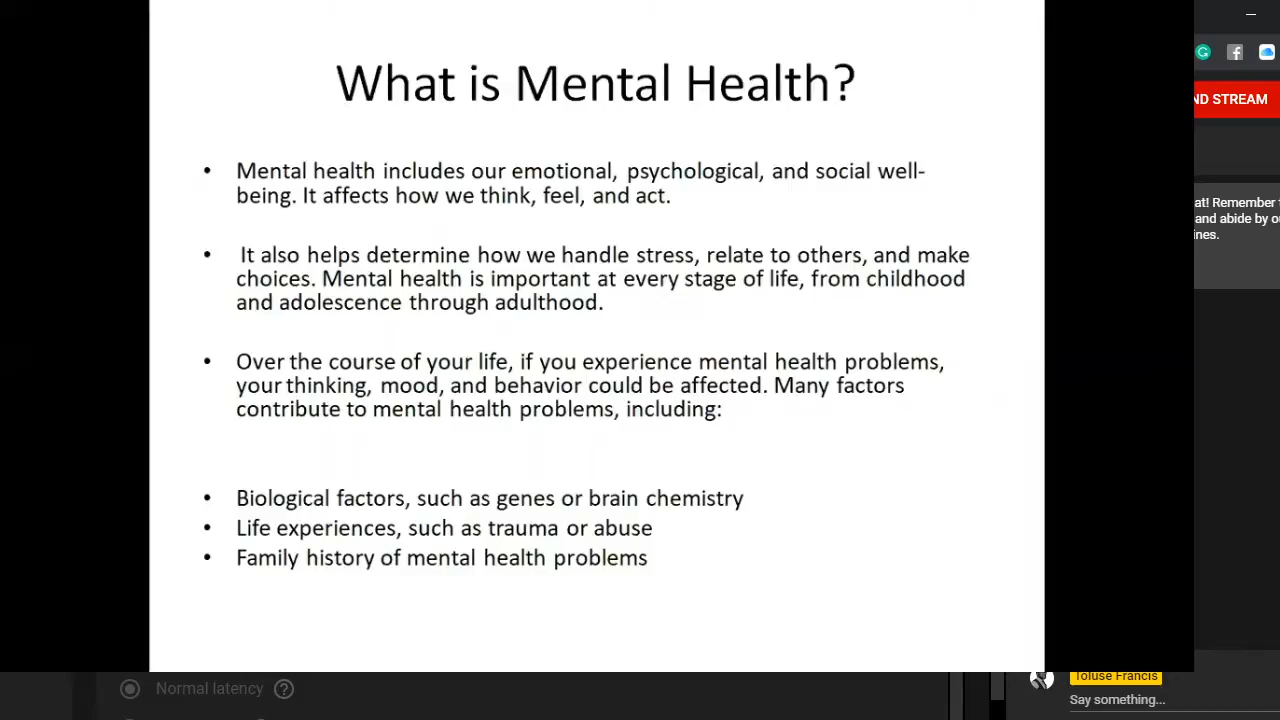 What is Mental Health?
• Mental health includes our emotional, psychological, and social well-
being. It affects how we think, feel, and act.
• It also helps determine how we handle stress, relate to others, and make
choices. Mental health is important at every stage of life, from childhood
and adolescence through adulthood.
• Over the course of your life, if you experience mental health problems,
your thinking, mood, and behavior could be affected. Many factors
contribute to mental health problems, including:
• Biological factors, such as genes or brain chemistry
• Life experiences, such as trauma or abuse
• Family history of mental health problems
ND STREAM
at! Remember
and abide by
ines.
Normal latency ?
Toluse Francis
Say something...